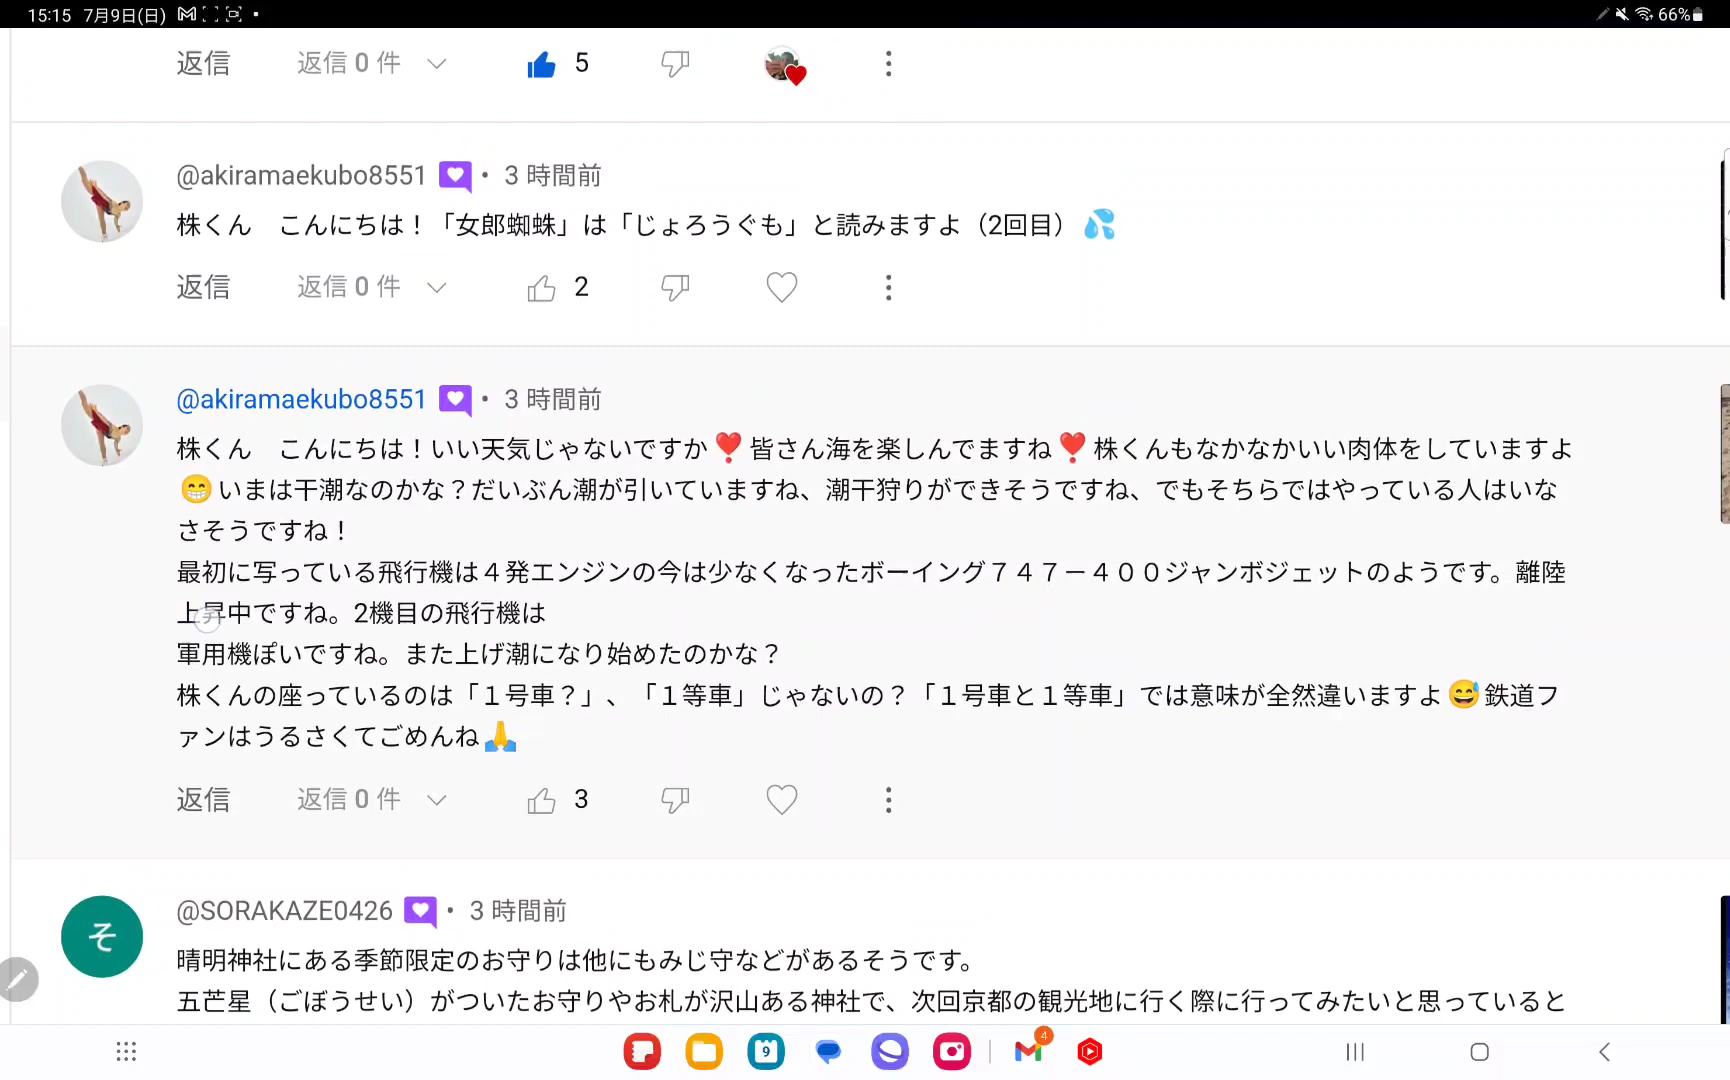 15:15 7月9日(日)
66%
返信 返信 0 件 5
@akiramaekubo8551 • 3 時間前
株くん　こんにちは！「女郎蜘蛛」は「じょろうぐも」と読みますよ（2回目）💦
返信 返信 0 件 2
@akiramaekubo8551 • 3 時間前
株くん　こんにちは！いい天気じゃないですか❣️皆さん海を楽しんでますね❣️株くんもなかなかいい肉体をしていますよ
😁いまは干潮なのかな？だいぶん潮が引いていますね、潮干狩りができそうですね、でもそちらではやっている人はいな
さそうですね！
最初に写っている飛行機は４発エンジンの今は少なくなったボーイング７４７－４００ジャンボジェットのようです。離陸
上昇中ですね。2機目の飛行機は
軍用機ぽいですね。また上げ潮になり始めたのかな？
株くんの座っているのは「１号車？」、「１等車」じゃないの？「１号車と１等車」では意味が全然違いますよ😅鉄道フ
ァンはうるさくてごめんね🙏
返信 返信 0 件 3
そ
@SORAKAZE0426 • 3 時間前
晴明神社にある季節限定のお守りは他にもみじ守などがあるそうです。
五芒星（ごぼうせい）がついたお守りやお札が沢山ある神社で、次回京都の観光地に行く際に行ってみたいと思っていると
9
4